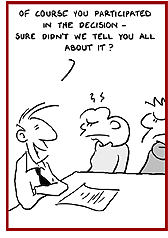 OF COURSE YOU PARTICIPATED
IN THE DECISION -
SURE DIDN'T WE TELL YOU ALL
ABOUT IT?